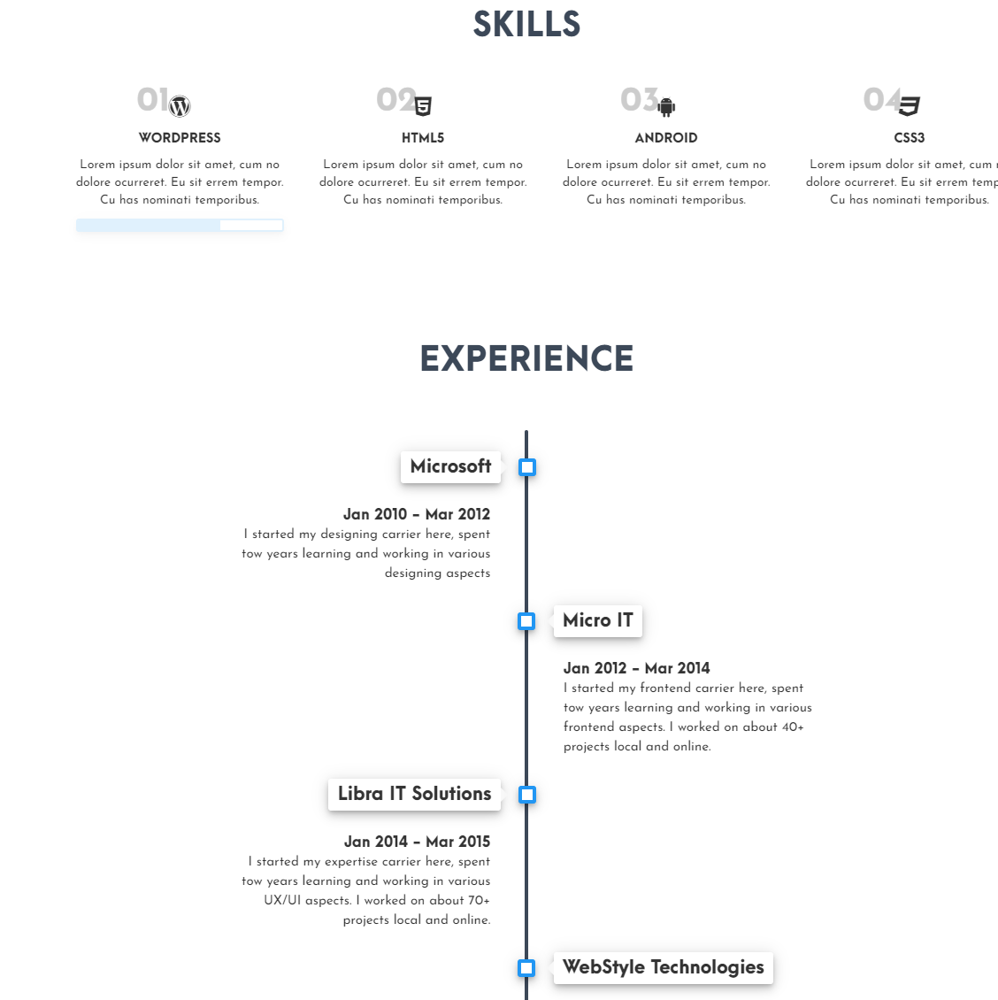 SKILLS
01
WORDPRESS
Lorem ipsum dolor sit amet, cum no
dolore ocurreret. Eu sit errem tempor.
Cu has nominati temporibus.
02
HTML5
Lorem ipsum dolor sit amet, cum no
dolore ocurreret. Eu sit errem tempor.
Cu has nominati temporibus.
03
ANDROID
Lorem ipsum dolor sit amet, cum no
dolore ocurreret. Eu sit errem tempor.
Cu has nominati temporibus.
04
CSS3
Lorem ipsum dolor sit amet, cum
dolore ocurreret. Eu sit errem
Cu has nominati temporibus.
EXPERIENCE
Microsoft
Jan 2010 - Mar 2012
I started my designing carrier here, spent
tow years learning and working in various
designing aspects
Micro IT
Jan 2012 - Mar 2014
I started my frontend carrier here, spent
tow years learning and working in various
frontend aspects. I worked on about 40+
projects local and online.
Libra IT Solutions
Jan 2014 - Mar 2015
I started my expertise carrier here, spent
tow years learning and working in various
UX/UI aspects. I worked on about 70+
projects local and online.
WebStyle Technologies